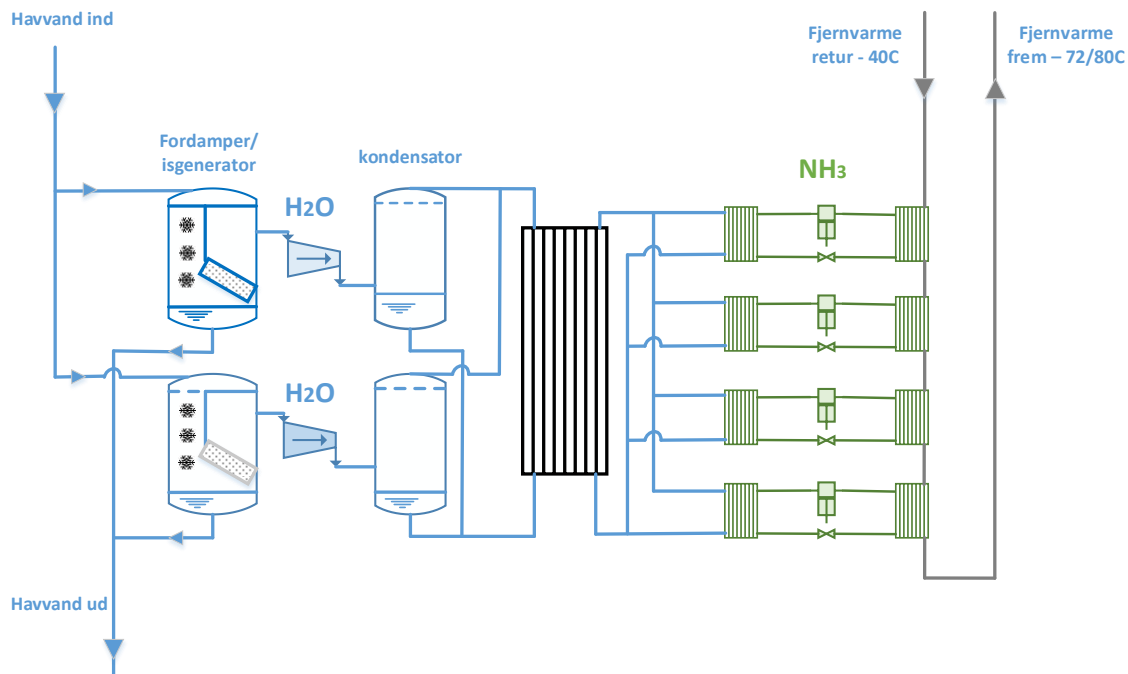 Havvand ind
Fjernvarme
retur - 40C
Fjernvarme
frem – 72/80C
Fordamper/
isgenerator
kondensator
NH3
H2O
H2O
Havvand ud